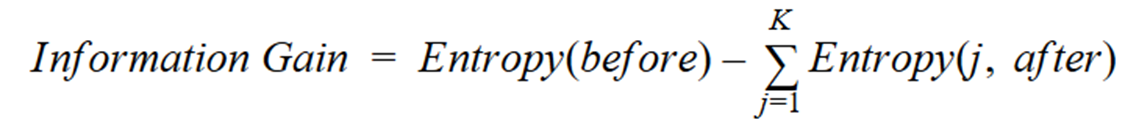 Information Gain = Entropy(before) – ∑_{j=1}^{K} Entropy(j, after)